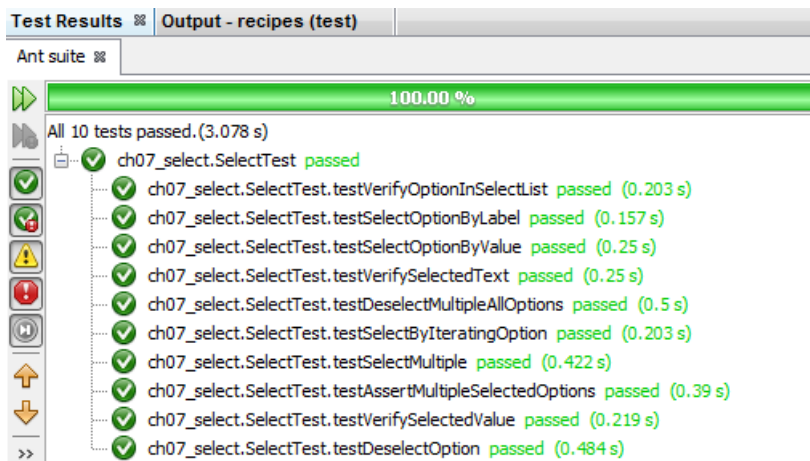 Test Results Output - recipes (test)
Ant suite
100.00 %
All 10 tests passed.(3.078 s)
ch07_select.SelectTest passed
ch07_select.SelectTest.testVerifyOptionInSelectList passed (0.203 s)
ch07_select.SelectTest.testSelectOptionByLabel passed (0.157 s)
ch07_select.SelectTest.testSelectOptionByValue passed (0.25 s)
ch07_select.SelectTest.testVerifySelectedText passed (0.25 s)
ch07_select.SelectTest.testDeselectMultipleAllOptions passed (0.5 s)
ch07_select.SelectTest.testSelectByIteratingOption passed (0.203 s)
ch07_select.SelectTest.testSelectMultiple passed (0.422 s)
ch07_select.SelectTest.testAssertMultipleSelectedOptions passed (0.39 s)
ch07_select.SelectTest.testVerifySelectedValue passed (0.219 s)
ch07_select.SelectTest.testDeselectOption passed (0.484 s)